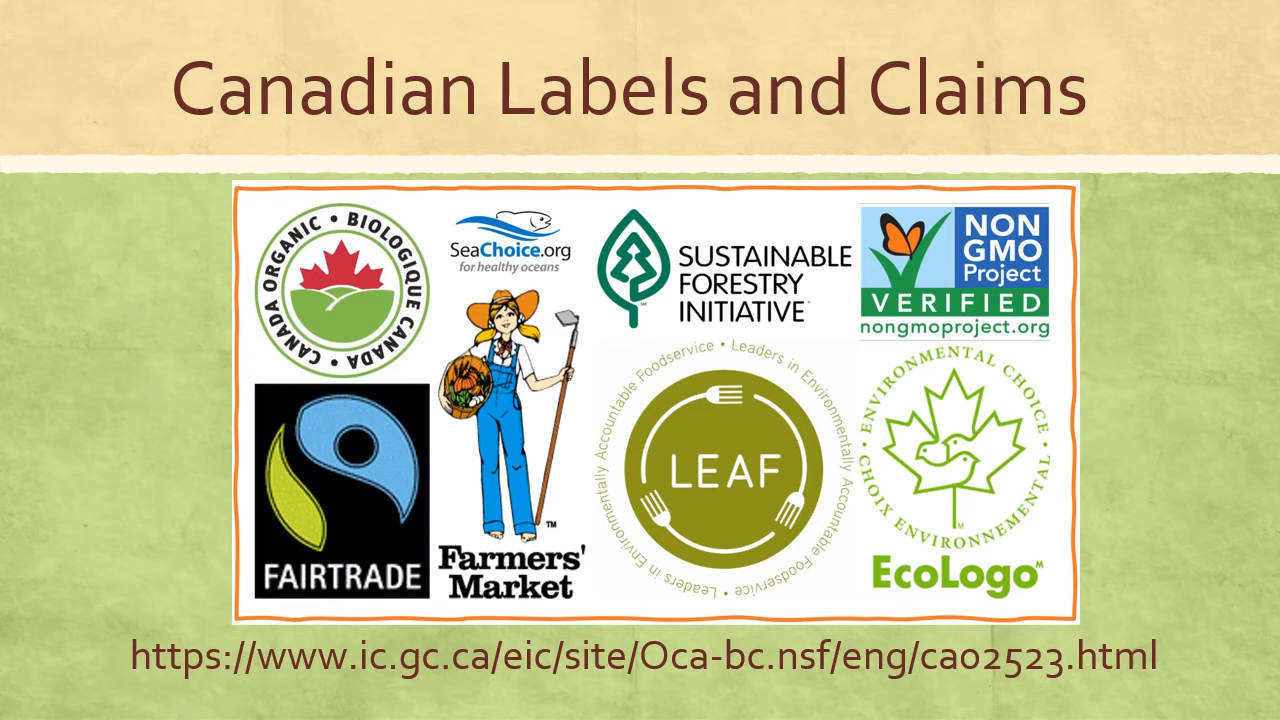 Canadian Labels and Claims
CANADA ORGANIC • BIOLOGIQUE CANADA •
SeaChoice.org
for healthy oceans
SUSTAINABLE
FORESTRY
INITIATIVE
NON
GMO
Project
VERIFIED
nongmoproject.org
FAIRTRADE
TM
Farmers'
Market
Leaders in Environmentally Accountable Foodservice • Leaders in Environmentally Accountable Foodservice •
LEAF
• ENVIRONMENTAL CHOICE •
CHOIX ENVIRONNEMENTAL
EcoLogo
https://www.ic.gc.ca/eic/site/Oca-bc.nsf/eng/ca02523.html